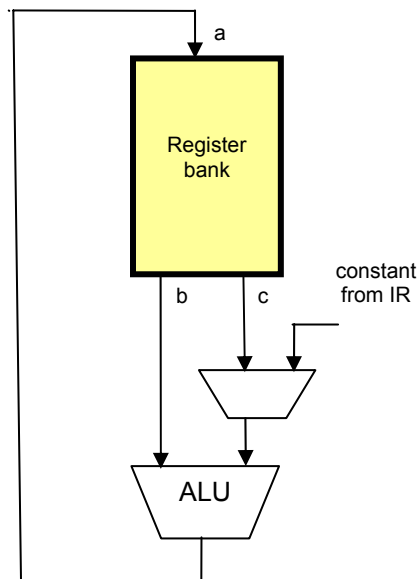 a
Register
bank
b
c
constant
from IR
ALU